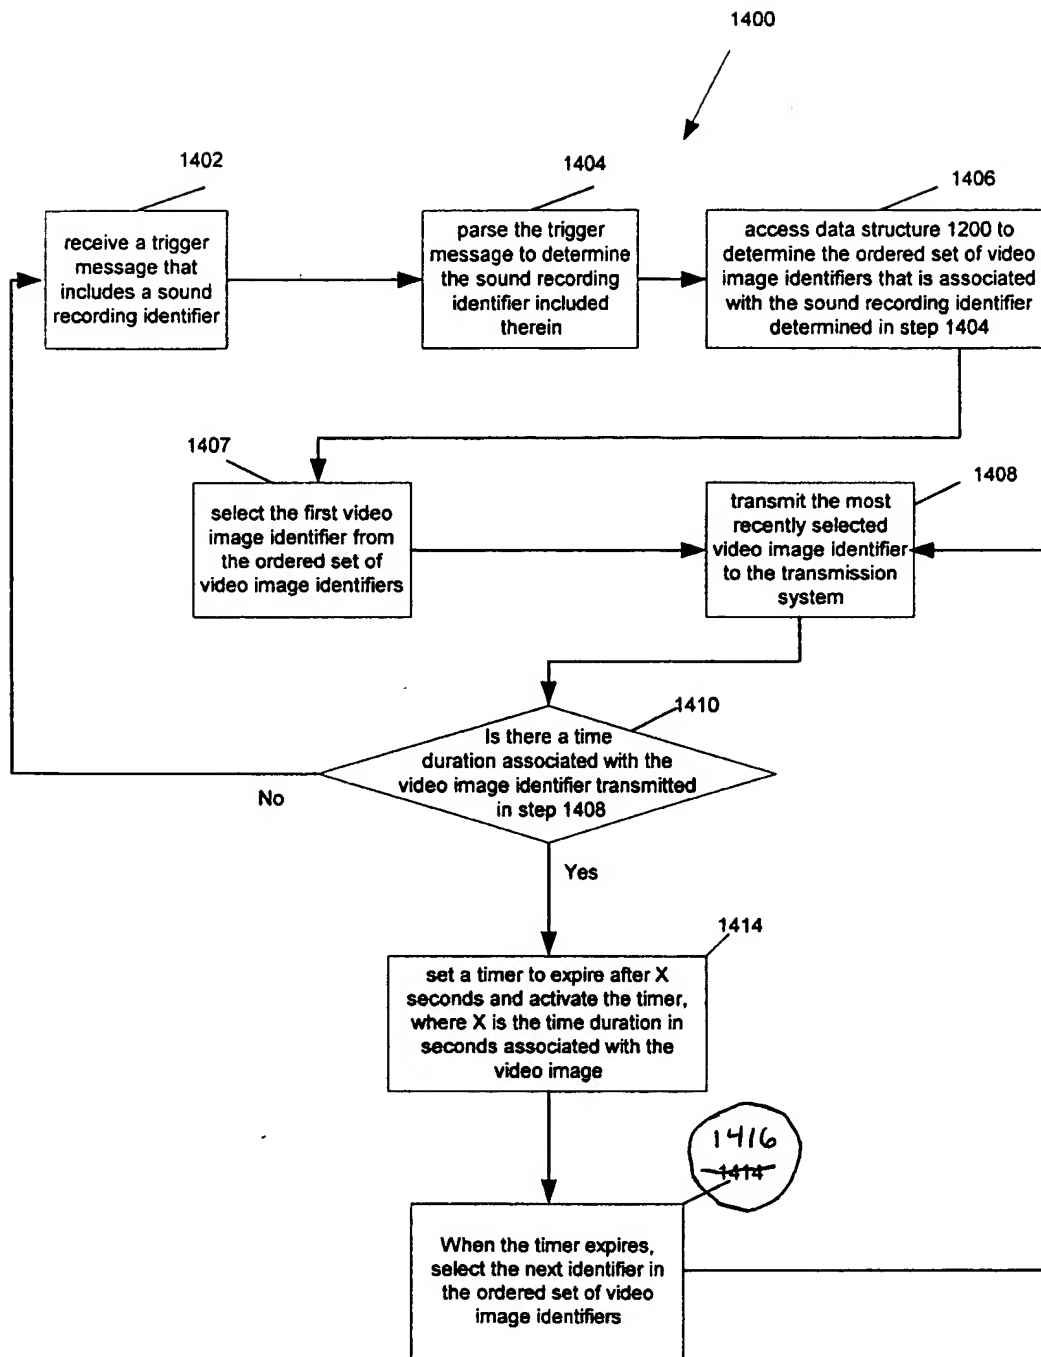 1400
1402
receive a trigger
message that
includes a sound
recording identifier
1404
parse the trigger
message to determine
the sound recording
identifier included
therein
1406
access data structure 1200 to
determine the ordered set of video
image identifiers that is associated
with the sound recording identifier
determined in step 1404
1407
select the first video
image identifier from
the ordered set of
video image identifiers
1408
transmit the most
recently selected
video image identifier
to the transmission
system
1410
Is there a time
duration associated with the
video image identifier transmitted
in step 1408
No
Yes
1414
set a timer to expire after X
seconds and activate the timer,
where X is the time duration in
seconds associated with the
video image
1416
1414
When the timer expires,
select the next identifier in
the ordered set of video
image identifiers